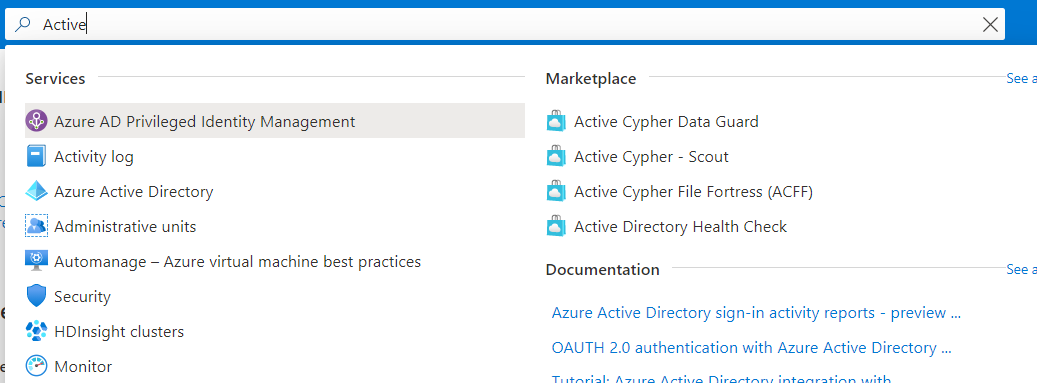 Active
Services
Azure AD Privileged Identity Management
Activity log
Azure Active Directory
Administrative units
Automanage – Azure virtual machine best practices
Security
HDInsight clusters
Monitor
Marketplace
See a
Active Cypher Data Guard
Active Cypher - Scout
Active Cypher File Fortress (ACFF)
Active Directory Health Check
Documentation
See a
Azure Active Directory sign-in activity reports - preview ...
OAUTH 2.0 authentication with Azure Active Directory ...
Tutorial: Azure Active Directory integration with